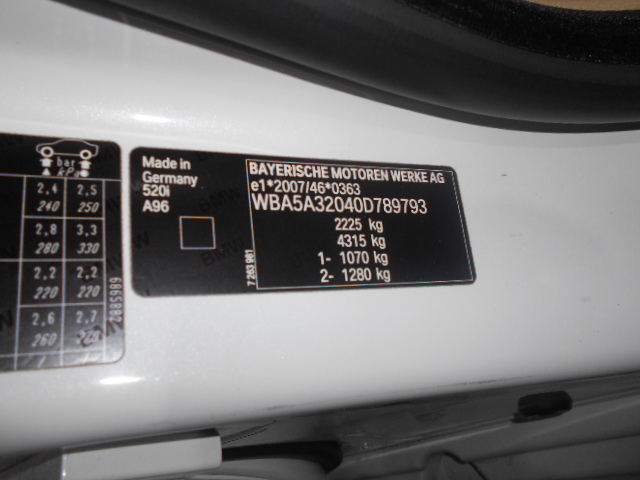 bar
kPa
2,4 2,5
240 250
2,8 3,3
280 330
2,2 2,2
220 220
2,6 2,7
260
Made in
Germany
520i
A96
7 263 961
BAYERISCHE MOTOREN WERKE AG
e1*2007/46*0363
WBA5A32040D789793
2225 kg
4315 kg
1- 1070 kg
2- 1280 kg